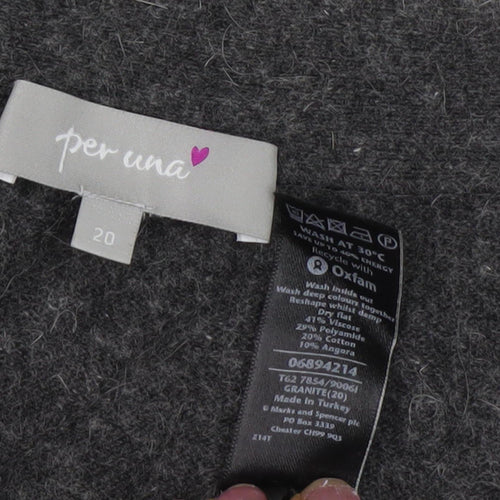 per una
20
P
WASH AT 30°C
SAVE UP TO 40% ENERGY
Recycle with
Oxfam
Wash inside out
Wash deep colours together
Reshape whilst damp
Dry flat
41% Viscose
29% Polyamide
20% Cotton
10% Angora
06894214
T62 7854/9006I
GRANITE(20)
Made in Turkey
© Marks and Spencer plc
PO Box 3339
Chester CH99 9QS
Z14T